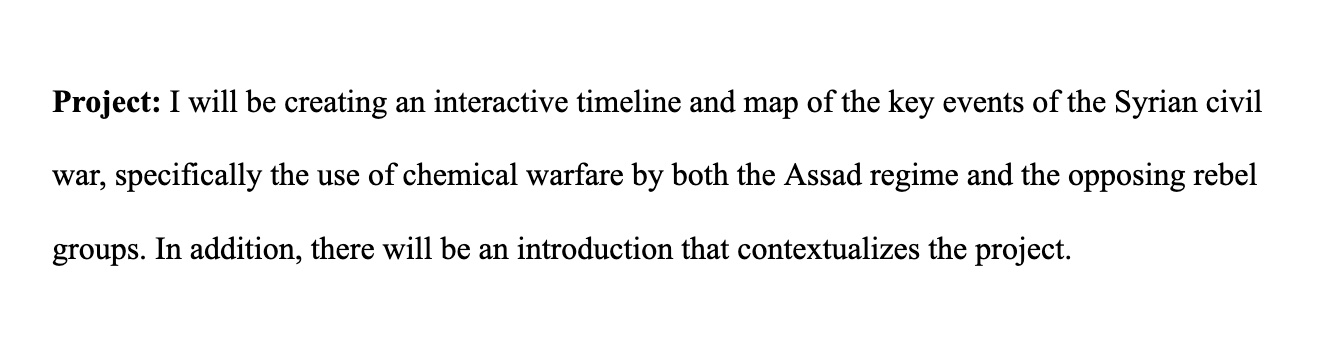 Project: I will be creating an interactive timeline and map of the key events of the Syrian civil
war, specifically the use of chemical warfare by both the Assad regime and the opposing rebel
groups. In addition, there will be an introduction that contextualizes the project.